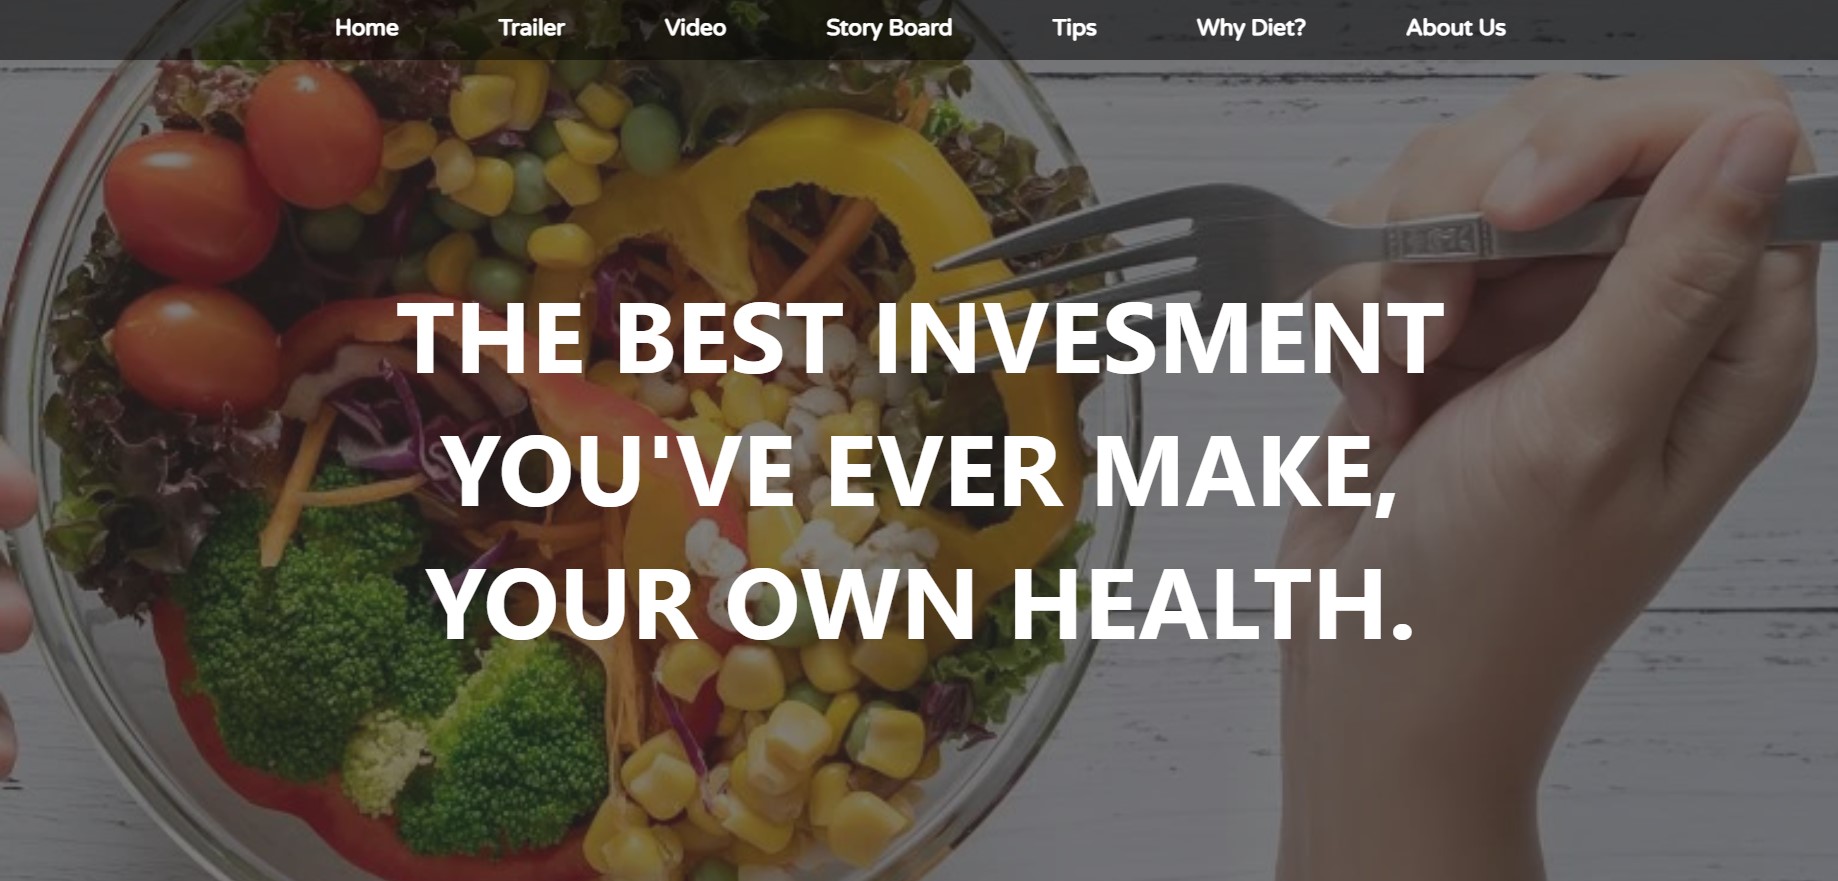 Home Trailer Video Story Board Tips Why Diet? About Us
THE BEST INVESMENT
YOU'VE EVER MAKE,
YOUR OWN HEALTH.